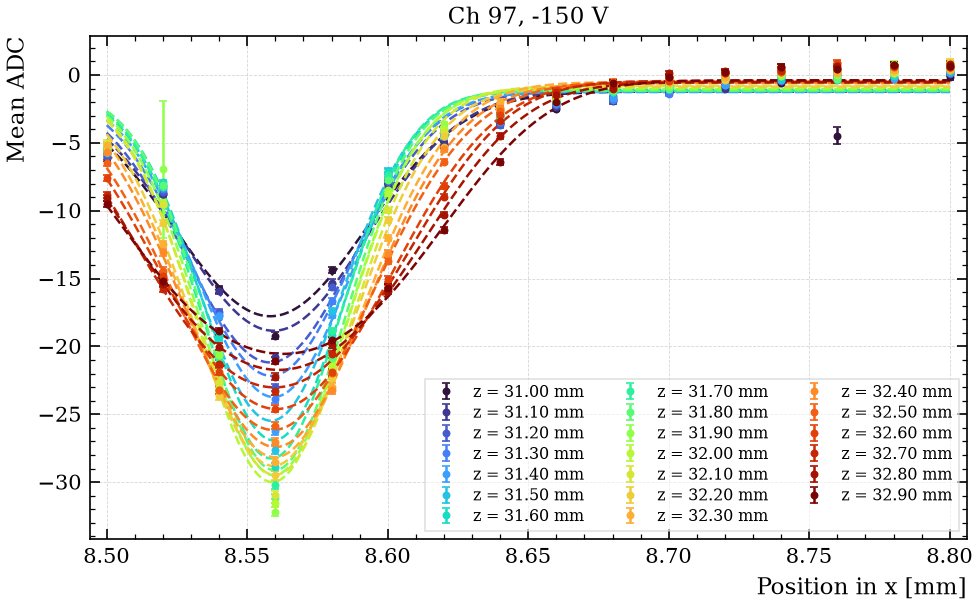 Ch 97, -150 V
Mean ADC
0
−5
−10
−15
−20
−25
−30
z = 31.00 mm
z = 31.10 mm
z = 31.20 mm
z = 31.30 mm
z = 31.40 mm
z = 31.50 mm
z = 31.60 mm
z = 31.70 mm
z = 31.80 mm
z = 31.90 mm
z = 32.00 mm
z = 32.10 mm
z = 32.20 mm
z = 32.30 mm
z = 32.40 mm
z = 32.50 mm
z = 32.60 mm
z = 32.70 mm
z = 32.80 mm
z = 32.90 mm
8.50 8.55 8.60 8.65 8.70 8.75 8.80
Position in x [mm]